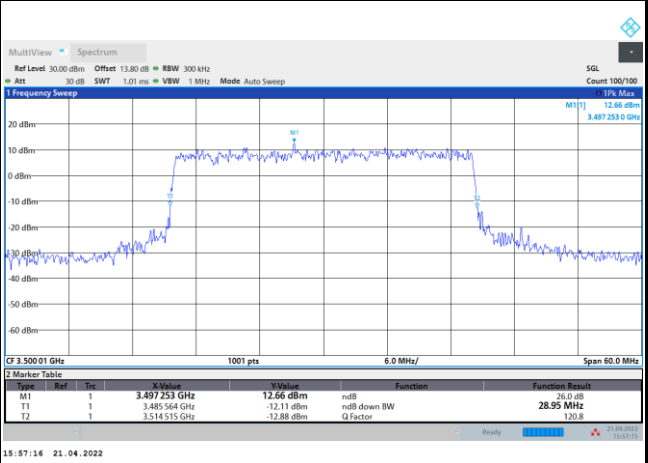 MultiView Spectrum
Ref Level 30.00 dBm Offset 13.80 dB RBW 300 kHz SGL
Att 30 dB SWT 1.01 ms VBW 1 MHz Mode Auto Sweep Count 100/100
1 Frequency Sweep 1Pk Max
M1[1] 12.66 dBm
3.497 253 0 GHz
20 dBm
M1
10 dBm
0 dBm
T1 T2
-10 dBm
-20 dBm
-30 dBm
-40 dBm
-50 dBm
-60 dBm
CF 3.500 01 GHz 1001 pts 6.0 MHz/ Span 60.0 MHz
2 Marker Table
Type Ref Trc X-Value Y-Value Function Function Result
M1 1 3.497 253 GHz 12.66 dBm ndB 26.0 dB
T1 1 3.485 564 GHz -12.11 dBm ndB down BW 28.95 MHz
T2 1 3.514 515 GHz -12.88 dBm Q Factor 120.8
Ready 21.04.2022
15:57:15
15:57:16 21.04.2022